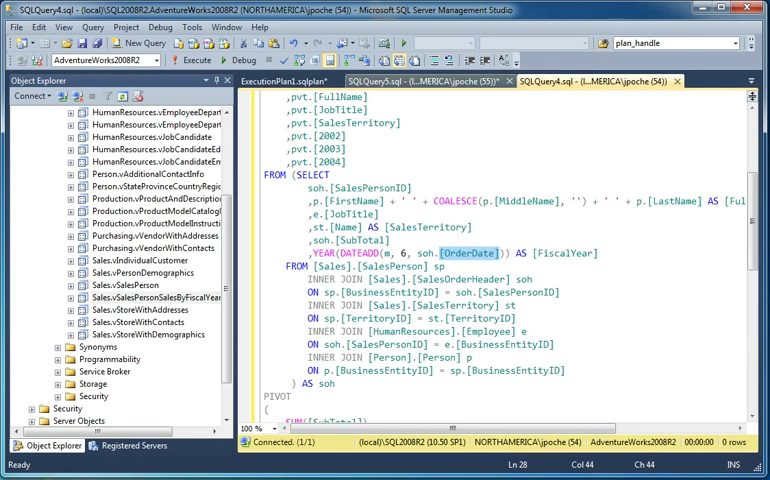 SQLQuery4.sql - (local)\SQL2008R2.AdventureWorks2008R2 (NORTHAMERICA\jpoche (54)) - Microsoft SQL Server Management Studio
File Edit View Query Project Debug Tools Window Help
New Query plan_handle
AdventureWorks2008R2 Execute Debug
Object Explorer
Connect
HumanResources.vEmployeeDepart
HumanResources.vEmployeeDepart
HumanResources.vJobCandidate
HumanResources.vJobCandidateEd
HumanResources.vJobCandidateEn
Person.vAdditionalContactInfo
Person.vStateProvinceCountryRegio
Production.vProductAndDescription
Production.vProductModelCatalog
Production.vProductModelInstruct
Purchasing.vVendorWithAddresses
Purchasing.vVendorWithContacts
Sales.vIndividualCustomer
Sales.vPersonDemographics
Sales.vSalesPerson
Sales.vSalesPersonSalesByFiscalYear
Sales.vStoreWithAddresses
Sales.vStoreWithContacts
Sales.vStoreWithDemographics
Synonyms
Programmability
Service Broker
Storage
Security
Security
Server Objects
Object Explorer Registered Servers
ExecutionPlan1.sqlplan* SQLQuery5.sql - (l...MERICA\jpoche (55))* SQLQuery4.sql - (l...MERICA\jpoche (54))
,pvt.[FullName]
,pvt.[JobTitle]
,pvt.[SalesTerritory]
,pvt.[2002]
,pvt.[2003]
,pvt.[2004]
FROM (SELECT
soh.[SalesPersonID]
,p.[FirstName] + ' ' + COALESCE(p.[MiddleName], '') + ' ' + p.[LastName] AS [Ful
,e.[JobTitle]
,st.[Name] AS [SalesTerritory]
,soh.[SubTotal]
,YEAR(DATEADD(m, 6, soh.[OrderDate])) AS [FiscalYear]
FROM [Sales].[SalesPerson] sp
INNER JOIN [Sales].[SalesOrderHeader] soh
ON sp.[BusinessEntityID] = soh.[SalesPersonID]
INNER JOIN [Sales].[SalesTerritory] st
ON sp.[TerritoryID] = st.[TerritoryID]
INNER JOIN [HumanResources].[Employee] e
ON soh.[SalesPersonID] = e.[BusinessEntityID]
INNER JOIN [Person].[Person] p
ON p.[BusinessEntityID] = sp.[BusinessEntityID]
) AS soh
PIVOT
(
SUM([SubTotal])
100 %
Connected. (1/1) (local)\SQL2008R2 (10.50 SP1) NORTHAMERICA\jpoche (54) AdventureWorks2008R2 00:00:00 0 rows
Ready Ln 28 Col 44 Ch 44 INS